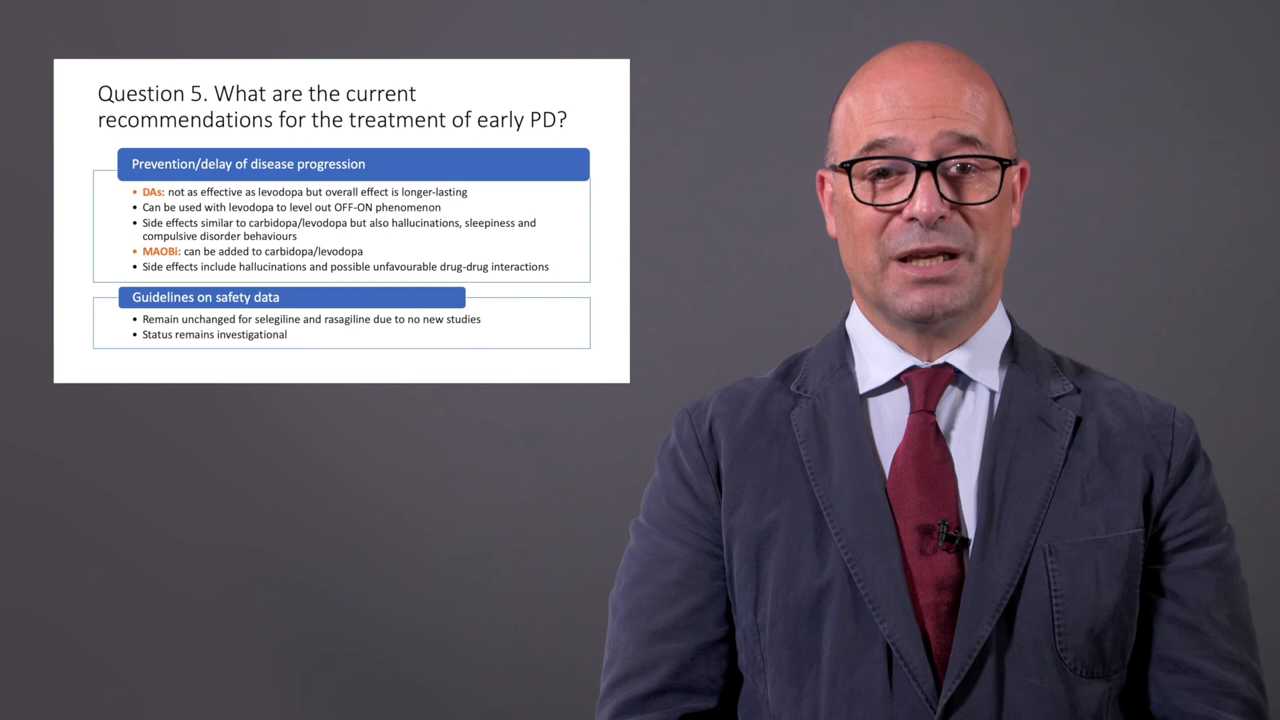 Question 5. What are the current
recommendations for the treatment of early PD?
Prevention/delay of disease progression
• DAs: not as effective as levodopa but overall effect is longer-lasting
• Can be used with levodopa to level out OFF-ON phenomenon
• Side effects similar to carbidopa/levodopa but also hallucinations, sleepiness and
compulsive disorder behaviours
• MAOBi: can be added to carbidopa/levodopa
• Side effects include hallucinations and possible unfavourable drug-drug interactions
Guidelines on safety data
• Remain unchanged for selegiline and rasagiline due to no new studies
• Status remains investigational